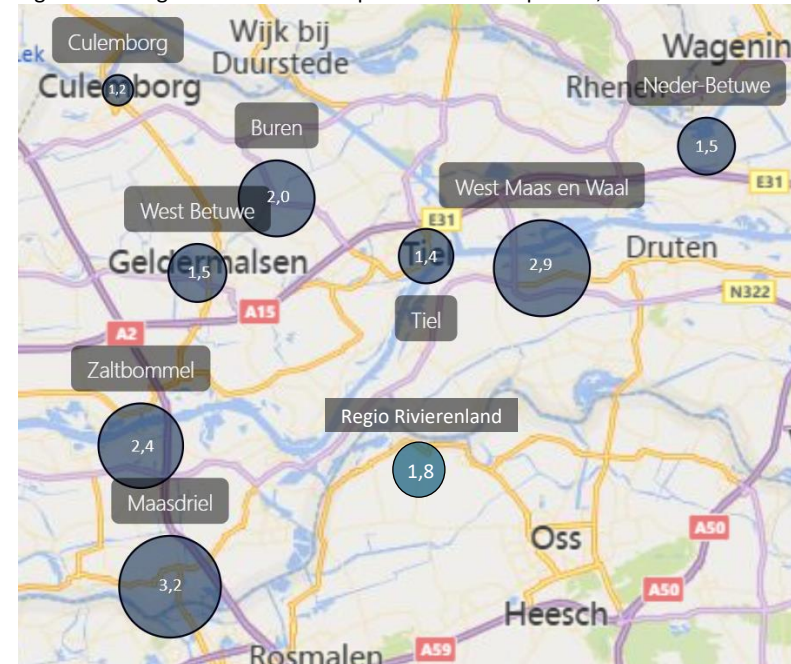 Culemborg
Wijk bij
Duurstede
Wagenin
ek
Culemborg
1,2
Rhenen
Neder-Betuwe
1,5
Buren
2,0
West Maas en Waal
E31
West Betuwe
E31
Geldermalsen
1,5
Tiel
1,4
2,9
Druten
N322
A15
Tiel
A2
Zaltbommel
Regio Rivierenland
2,4
1,8
Maasdriel
Oss
A50
3,2
A50
Heesch
A59
Rosmalen